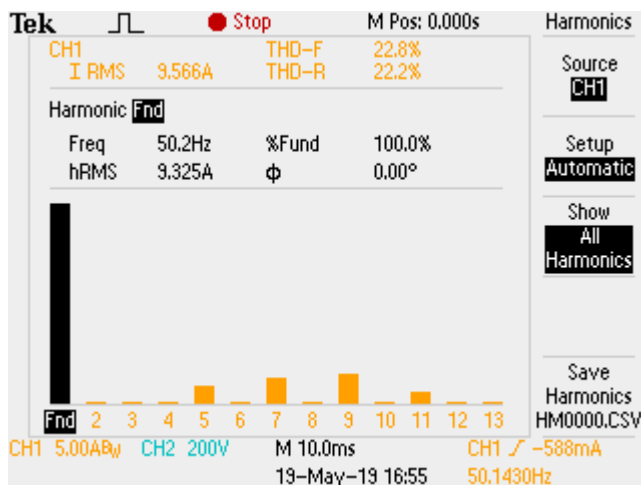 Tek Stop M Pos: 0.000s Harmonics
CH1 THD-F 22.8%
I RMS 9.566A THD-R 22.2%
Source
CH1
Harmonic Fnd
Freq 50.2Hz %Fund 100.0%
hRMS 9.325A ϕ 0.00°
Setup
Automatic
Show
All
Harmonics
Save
Harmonics
HM0000.CSV
Fnd 2 3 4 5 6 7 8 9 10 11 12 13
CH1 5.00ABW CH2 200V M 10.0ms CH1 -588mA
19-May-19 16:55 50.1430Hz